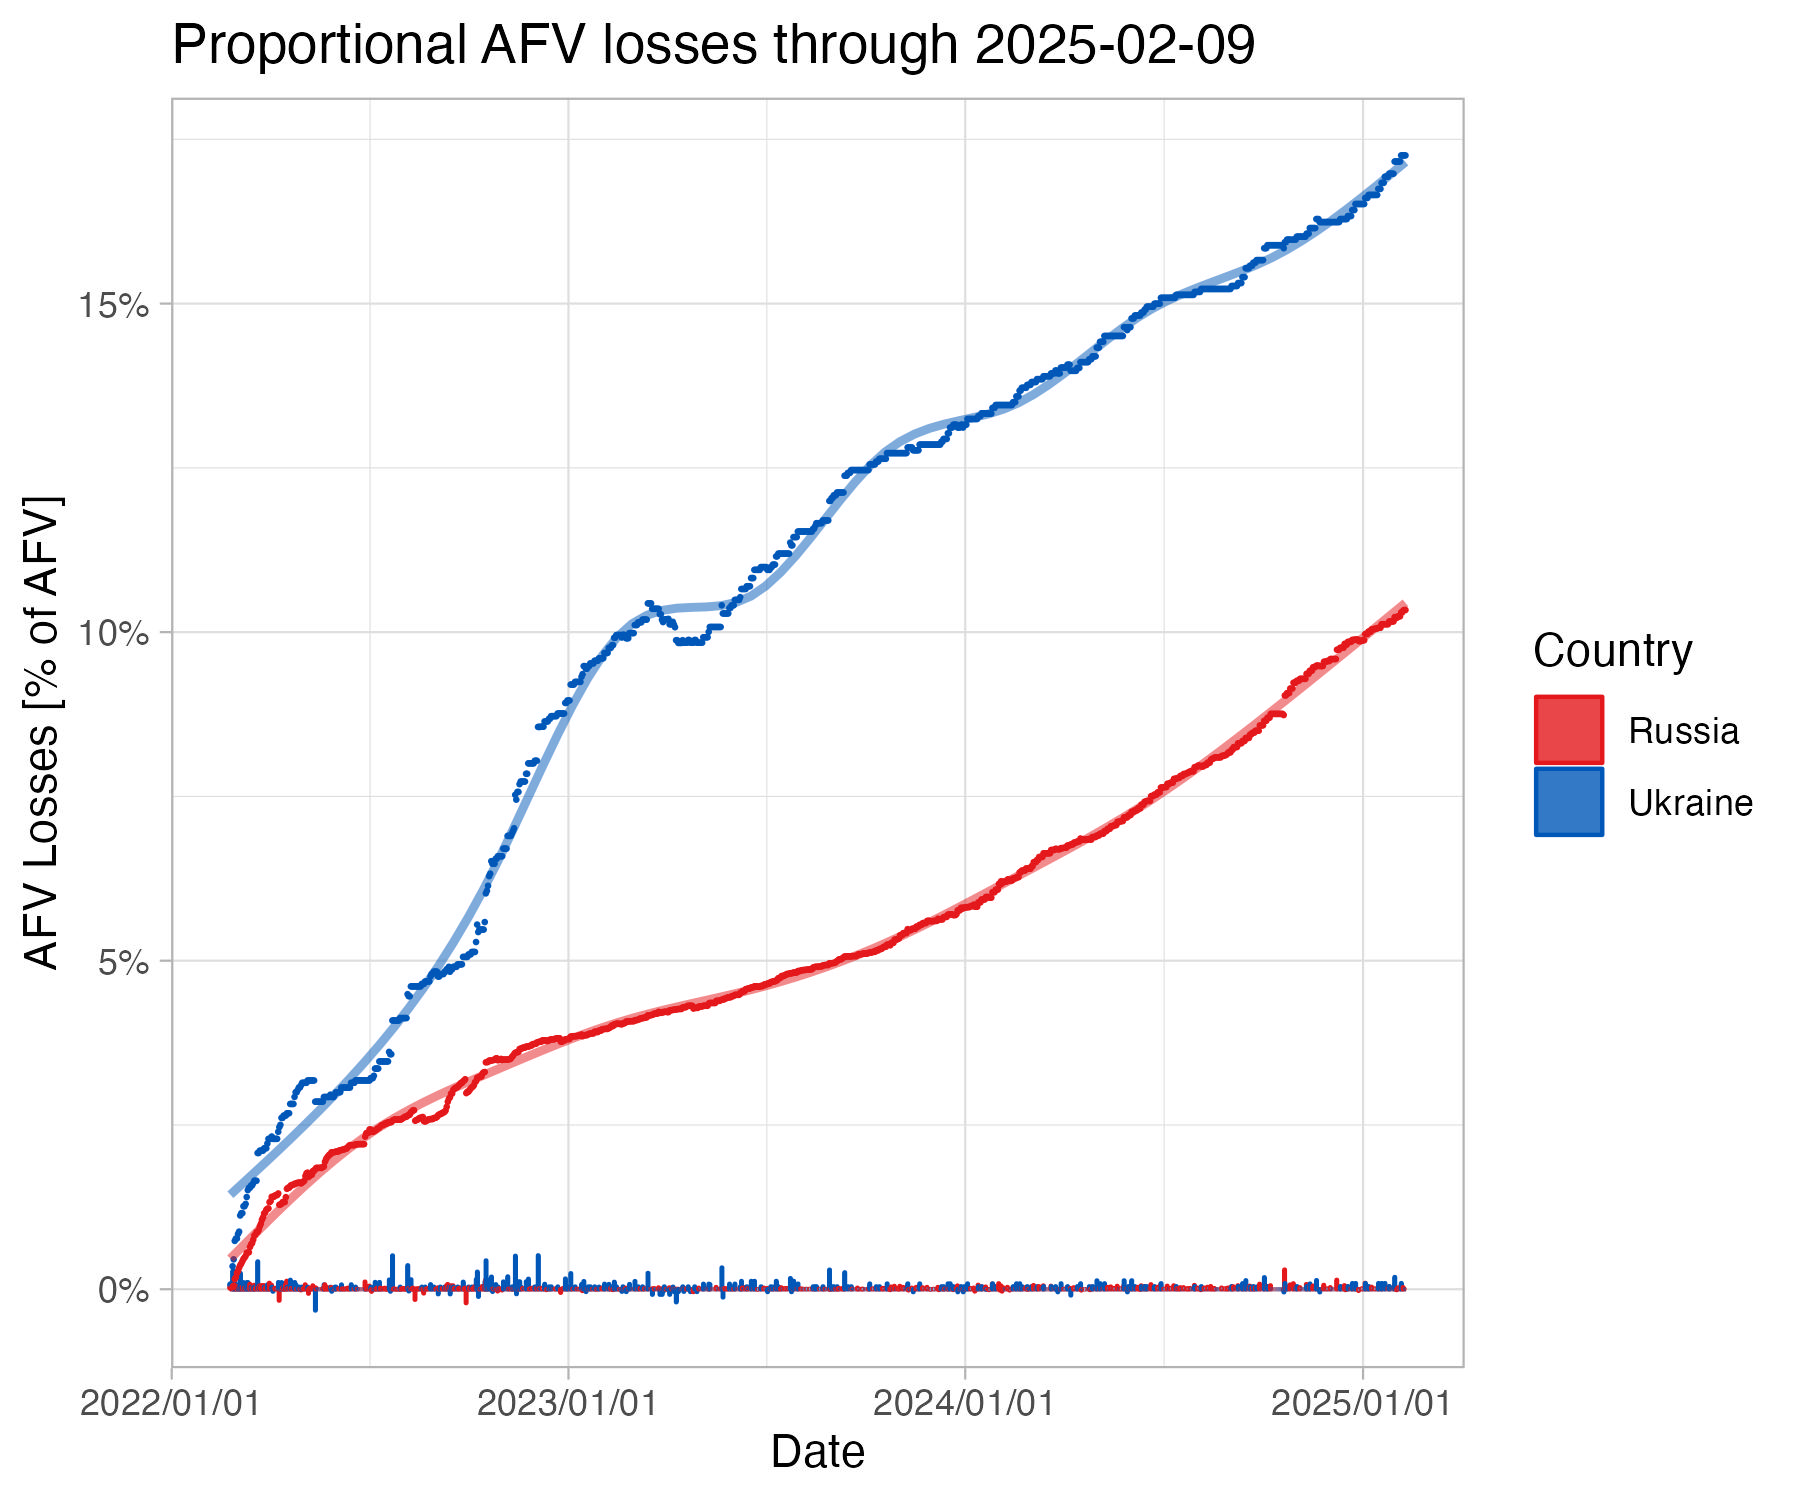 Proportional AFV losses through 2025-02-09
AFV Losses [% of AFV]
15%
10%
5%
0%
2022/01/01
2023/01/01
2024/01/01
2025/01/01
Date
Country
Russia
Ukraine